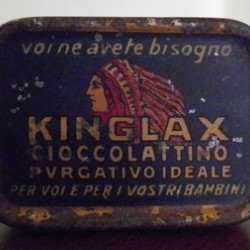 voi ne avete bisogno
KINGLAX
CIOCCOLATTINO
PVRGATIVO IDEALE
PER VOI E PER I VOSTRI BAMBINI